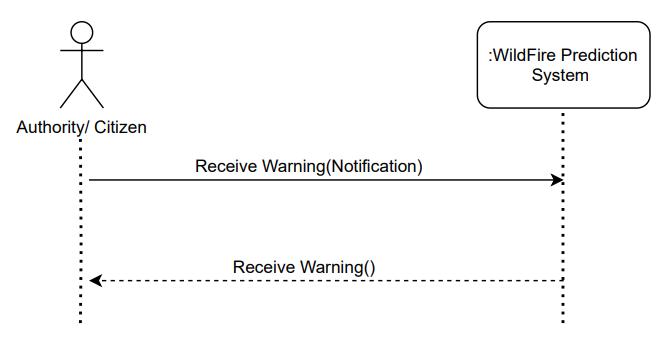 :WildFire Prediction
System
Authority/ Citizen
Receive Warning(Notification)
Receive Warning()